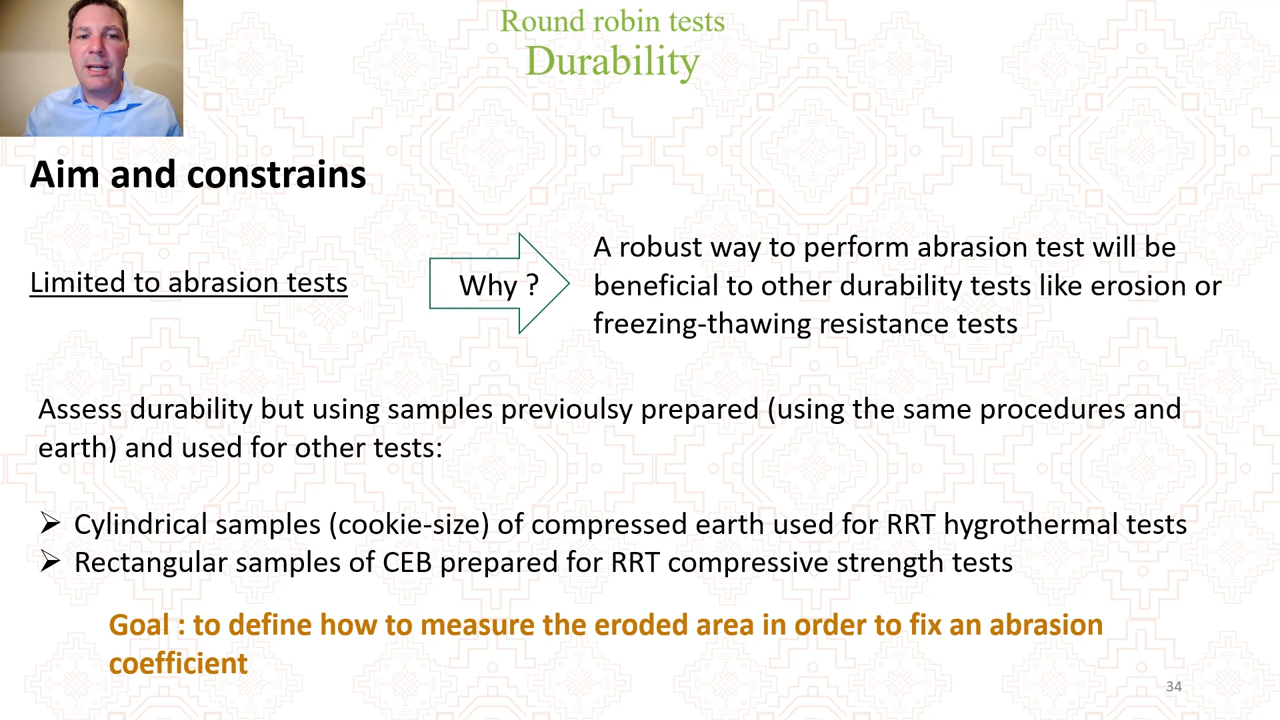 Round robin tests
Durability
Aim and constrains
Limited to abrasion tests
Why ?
A robust way to perform abrasion test will be
beneficial to other durability tests like erosion or
freezing-thawing resistance tests
Assess durability but using samples previoulsy prepared (using the same procedures and
earth) and used for other tests:
➢ Cylindrical samples (cookie-size) of compressed earth used for RRT hygrothermal tests
➢ Rectangular samples of CEB prepared for RRT compressive strength tests
Goal : to define how to measure the eroded area in order to fix an abrasion
coefficient
34